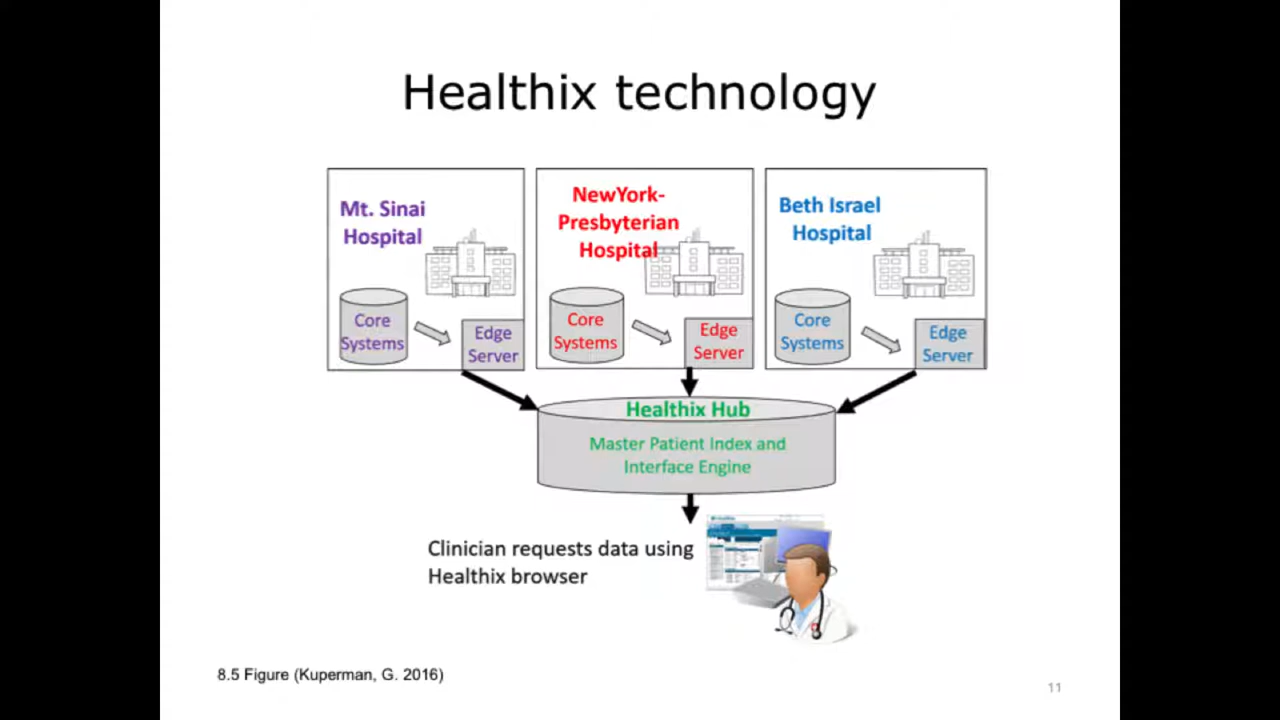 Healthix technology
Mt. Sinai
Hospital
Core
Systems
Edge
Server
NewYork-
Presbyterian
Hospital
Core
Systems
Edge
Server
Beth Israel
Hospital
Core
Systems
Edge
Server
Healthix Hub
Master Patient Index and
Interface Engine
Clinician requests data using
Healthix browser
8.5 Figure (Kuperman, G. 2016)
11